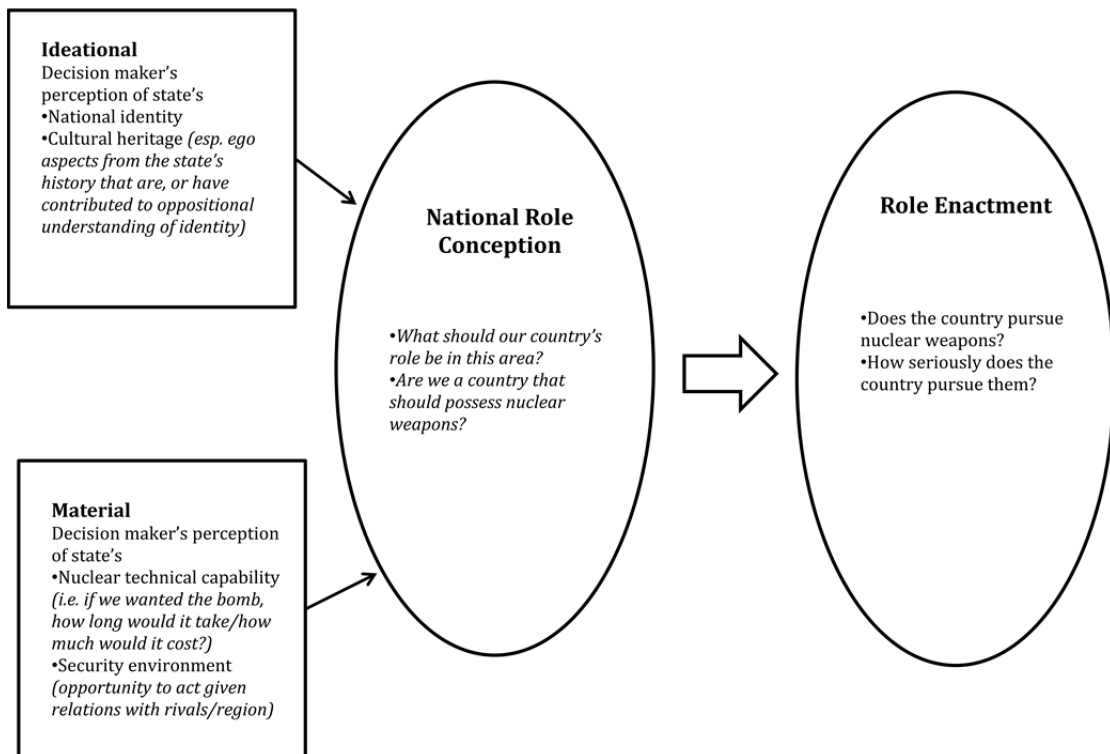 Ideational
Decision maker's
perception of state's
•National identity
•Cultural heritage (esp. ego
aspects from the state's
history that are, or have
contributed to oppositional
understanding of identity)
National Role
Conception
•What should our country's
role be in this area?
•Are we a country that
should possess nuclear
weapons?
Role Enactment
•Does the country pursue
nuclear weapons?
•How seriously does the
country pursue them?
Material
Decision maker's perception
of state's
•Nuclear technical capability
(i.e. if we wanted the bomb,
how long would it take/how
much would it cost?)
•Security environment
(opportunity to act given
relations with rivals/region)